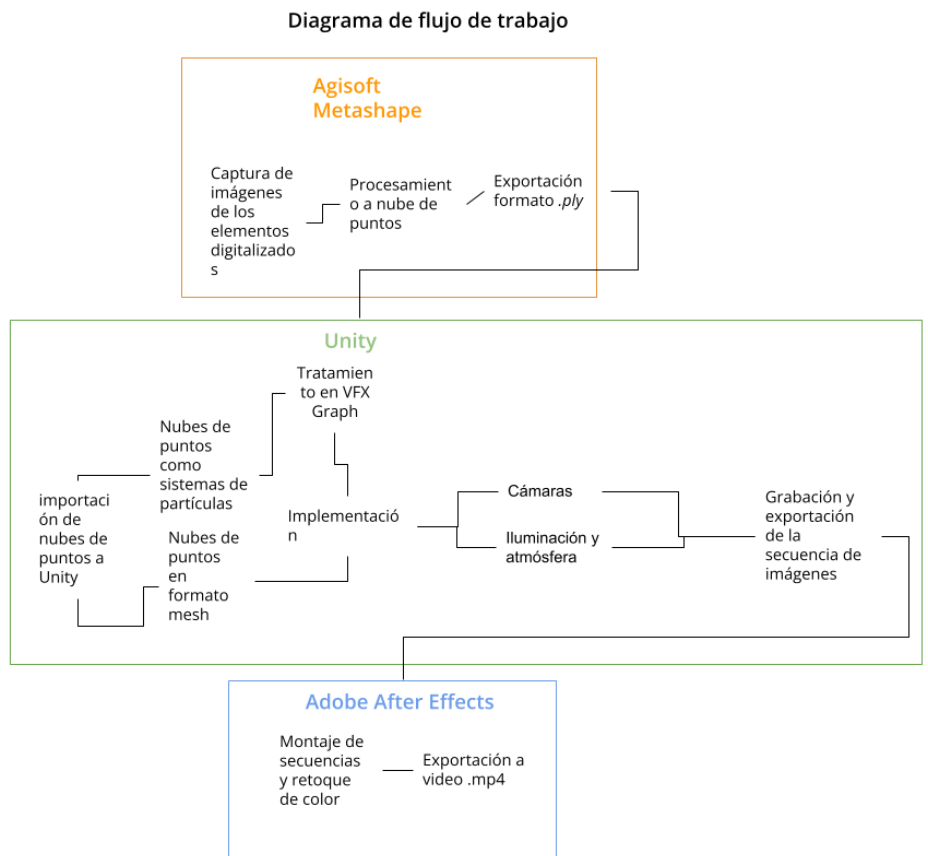 Diagrama de flujo de trabajo
Agisoft
Metashape
Captura de
imágenes
de los
elementos
digitalizado
s
Procesamient
o a nube de
puntos
Exportación
formato .ply
Unity
Tratamien
to en VFX
Graph
Nubes de
puntos
como
sistemas de
partículas
importaci
ón de
nubes de
puntos a
Unity
Nubes de
puntos
en
formato
mesh
Implementació
n
Cámaras
Iluminación y
atmósfera
Grabación y
exportación
de la
secuencia de
imágenes
Adobe After Effects
Montaje de
secuencias
y retoque
de color
Exportación a
video .mp4